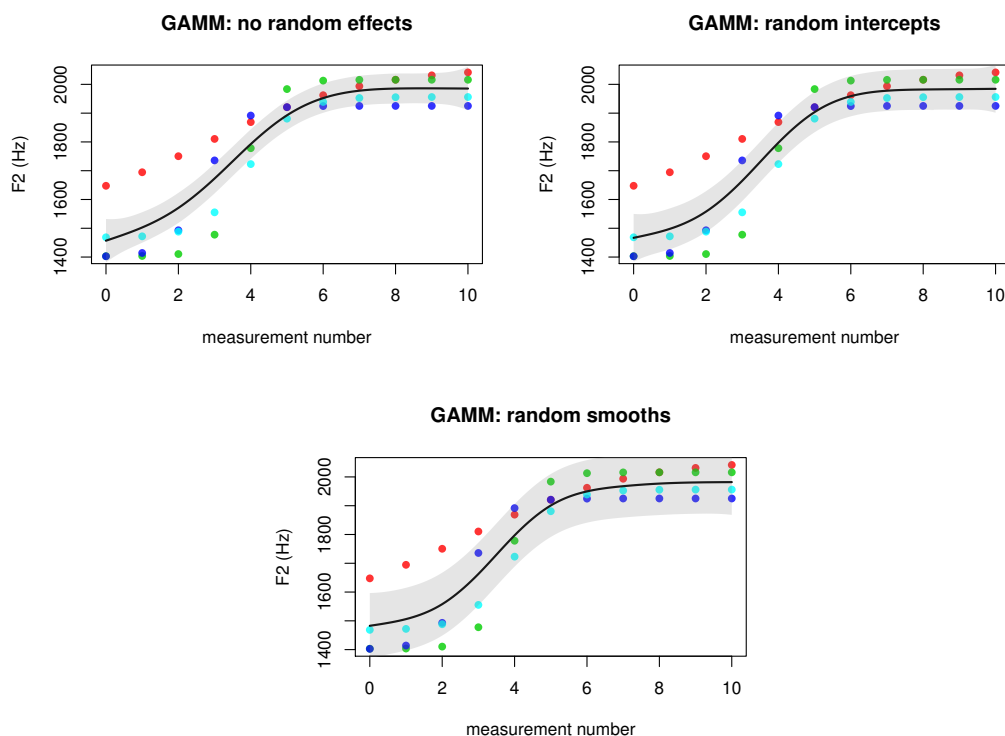 GAMM: no random effects
F2 (Hz)
2000
1800
1600
1400
0 2 4 6 8 10
measurement number
GAMM: random intercepts
F2 (Hz)
2000
1800
1600
1400
0 2 4 6 8 10
measurement number
GAMM: random smooths
F2 (Hz)
2000
1800
1600
1400
0 2 4 6 8 10
measurement number